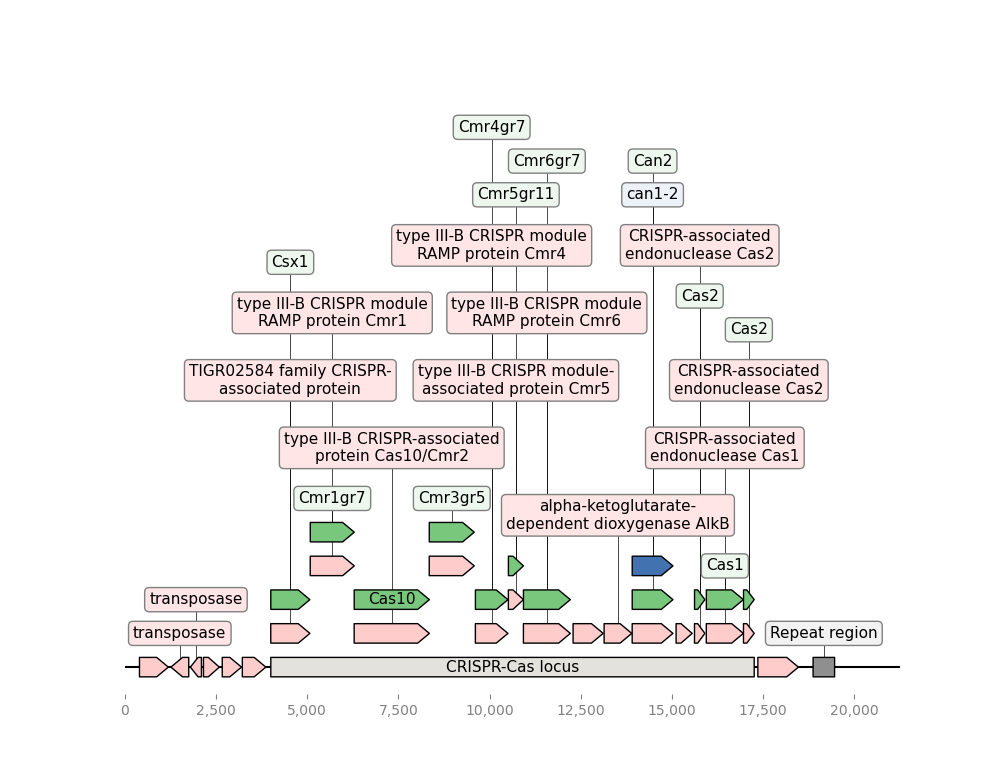 Cmr4gr7
Cmr6gr7
Can2
Cmr5gr11
can1-2
type III-B CRISPR module
RAMP protein Cmr4
CRISPR-associated
endonuclease Cas2
Csx1
Cas2
type III-B CRISPR module
RAMP protein Cmr1
type III-B CRISPR module
RAMP protein Cmr6
Cas2
TIGR02584 family CRISPR-
associated protein
type III-B CRISPR module-
associated protein Cmr5
CRISPR-associated
endonuclease Cas2
type III-B CRISPR-associated
protein Cas10/Cmr2
CRISPR-associated
endonuclease Cas1
Cmr1gr7
Cmr3gr5
alpha-ketoglutarate-
dependent dioxygenase AlkB
Cas1
transposase
Cas10
transposase
Repeat region
CRISPR-Cas locus
0
2,500
5,000
7,500
10,000
12,500
15,000
17,500
20,000